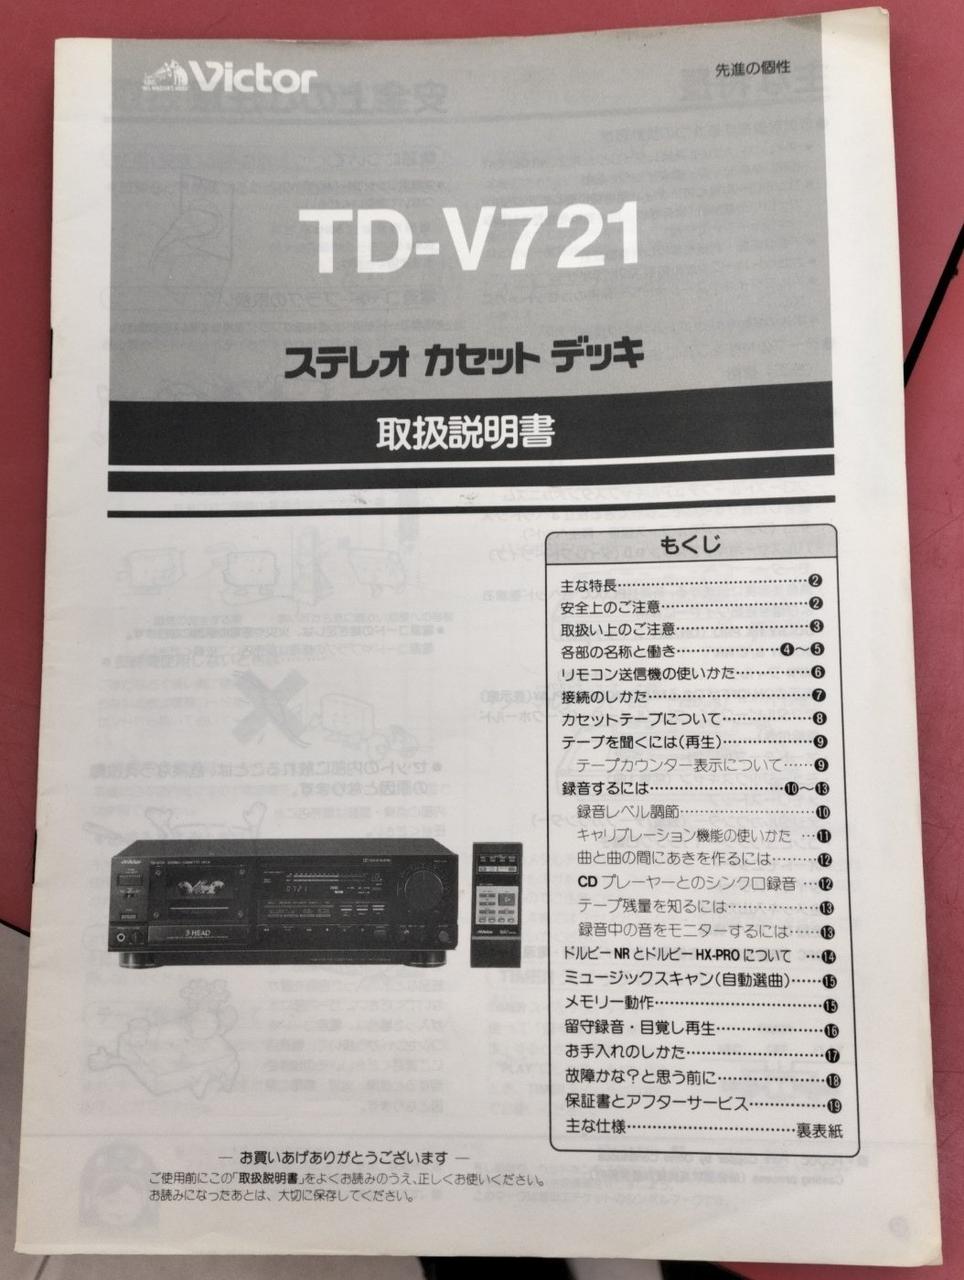 Victor
先進の個性
TD-V721
ステレオ カセット デッキ
取扱説明書
もくじ
主な特長……2
安全上のご注意……2
取扱い上のご注意……3
各部の名称と働き……4〜5
リモコン送信機の使いかた……6
接続のしかた……7
カセットテープについて……8
テープを聞くには(再生)……9
テープカウンター表示について……9
録音するには……10〜13
録音レベル調節……10
キャリブレーション機能の使いかた…11
曲と曲の間にあきを作るには……12
CDプレーヤーとのシンクロ録音…12
テープ残量を知るには……13
録音中の音をモニターするには……13
ドルビーNRとドルビーHX-PROについて…14
ミュージックスキャン(自動選曲)……15
メモリー動作……15
留守録音・目覚し再生……16
お手入れのしかた……17
故障かな?と思う前に……18
保証書とアフターサービス……19
主な仕様……裏表紙
Victor
3 HEAD
— お買いあげありがとうございます —
ご使用前にこの「取扱説明書」をよくお読みのうえ、正しくお使いください。
お読みになったあとは、大切に保存してください。